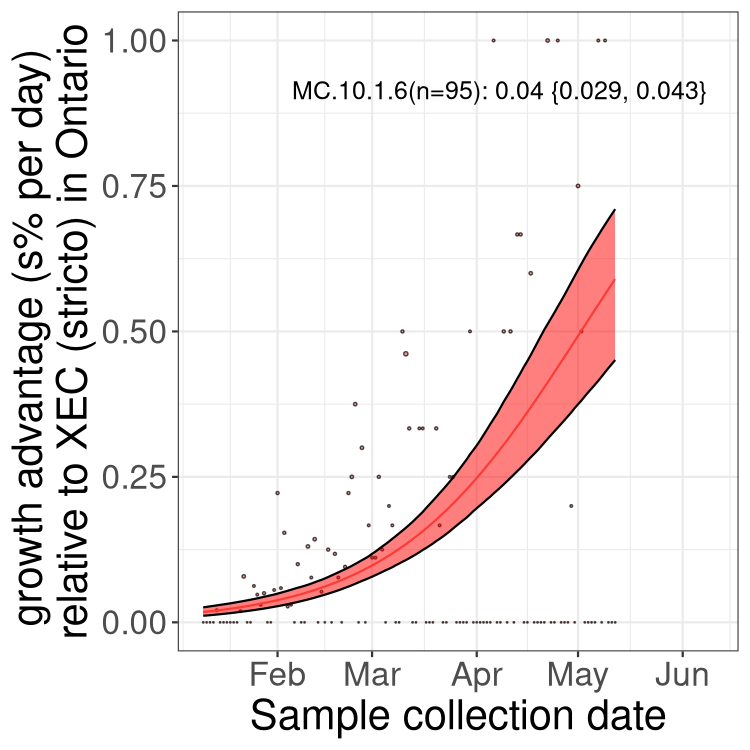 growth advantage (s% per day)
relative to XEC (stricto) in Ontario
1.00
MC.10.1.6(n=95): 0.04 {0.029, 0.043}
0.75
0.50
0.25
0.00
Feb Mar Apr May Jun
Sample collection date